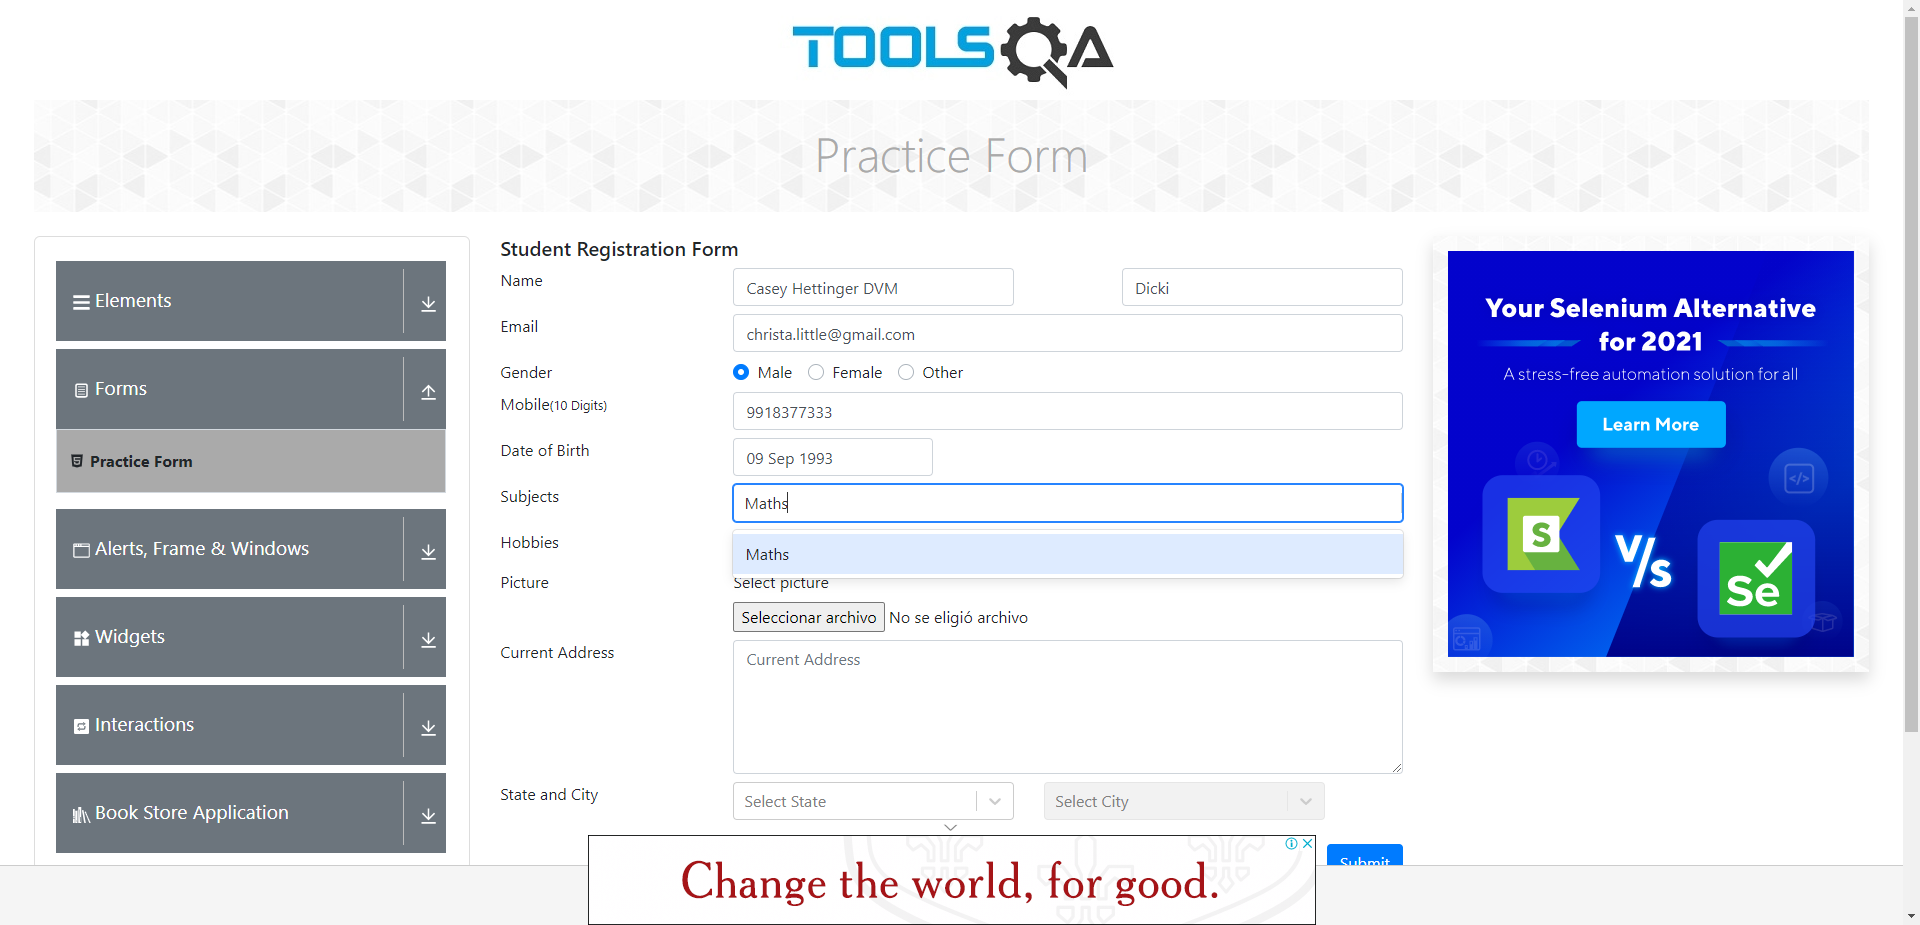 TOOLSQA
Practice Form
Elements
Forms
Practice Form
Alerts, Frame & Windows
Widgets
Interactions
Book Store Application
Student Registration Form
Name
Casey Hettinger DVM
Dicki
Email
christa.little@gmail.com
Gender
Male
Female
Other
Mobile(10 Digits)
9918377333
Date of Birth
09 Sep 1993
Subjects
Maths
Hobbies
Maths
Picture
Select picture
Seleccionar archivo No se eligió archivo
Current Address
Current Address
State and City
Select State
Select City
Submit
Your Selenium Alternative
for 2021
A stress-free automation solution for all
Learn More
S
V/s
Se
</>
Change the world, for good.